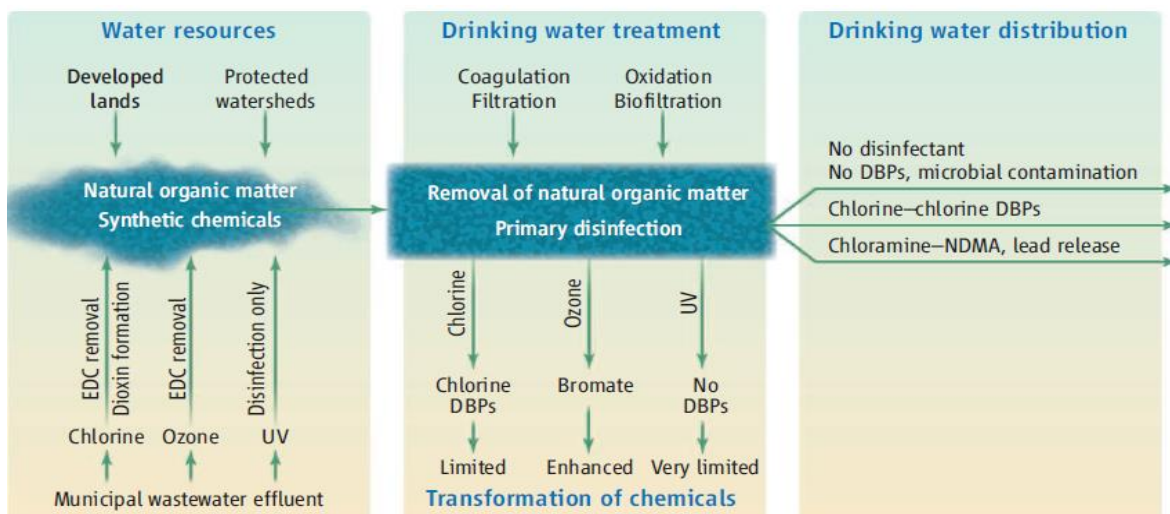 Water resources
Developed
lands
Protected
watersheds
Natural organic matter
Synthetic chemicals
EDC removal
Dioxin formation
EDC removal
Disinfection only
Chlorine
Ozone
UV
Municipal wastewater effluent
Drinking water treatment
Coagulation
Filtration
Oxidation
Biofiltration
Removal of natural organic matter
Primary disinfection
Chlorine
Ozone
UV
Chlorine
DBPs
Bromate
No
DBPs
Limited
Enhanced
Very limited
Transformation of chemicals
Drinking water distribution
No disinfectant
No DBPs, microbial contamination
Chlorine–chlorine DBPs
Chloramine–NDMA, lead release